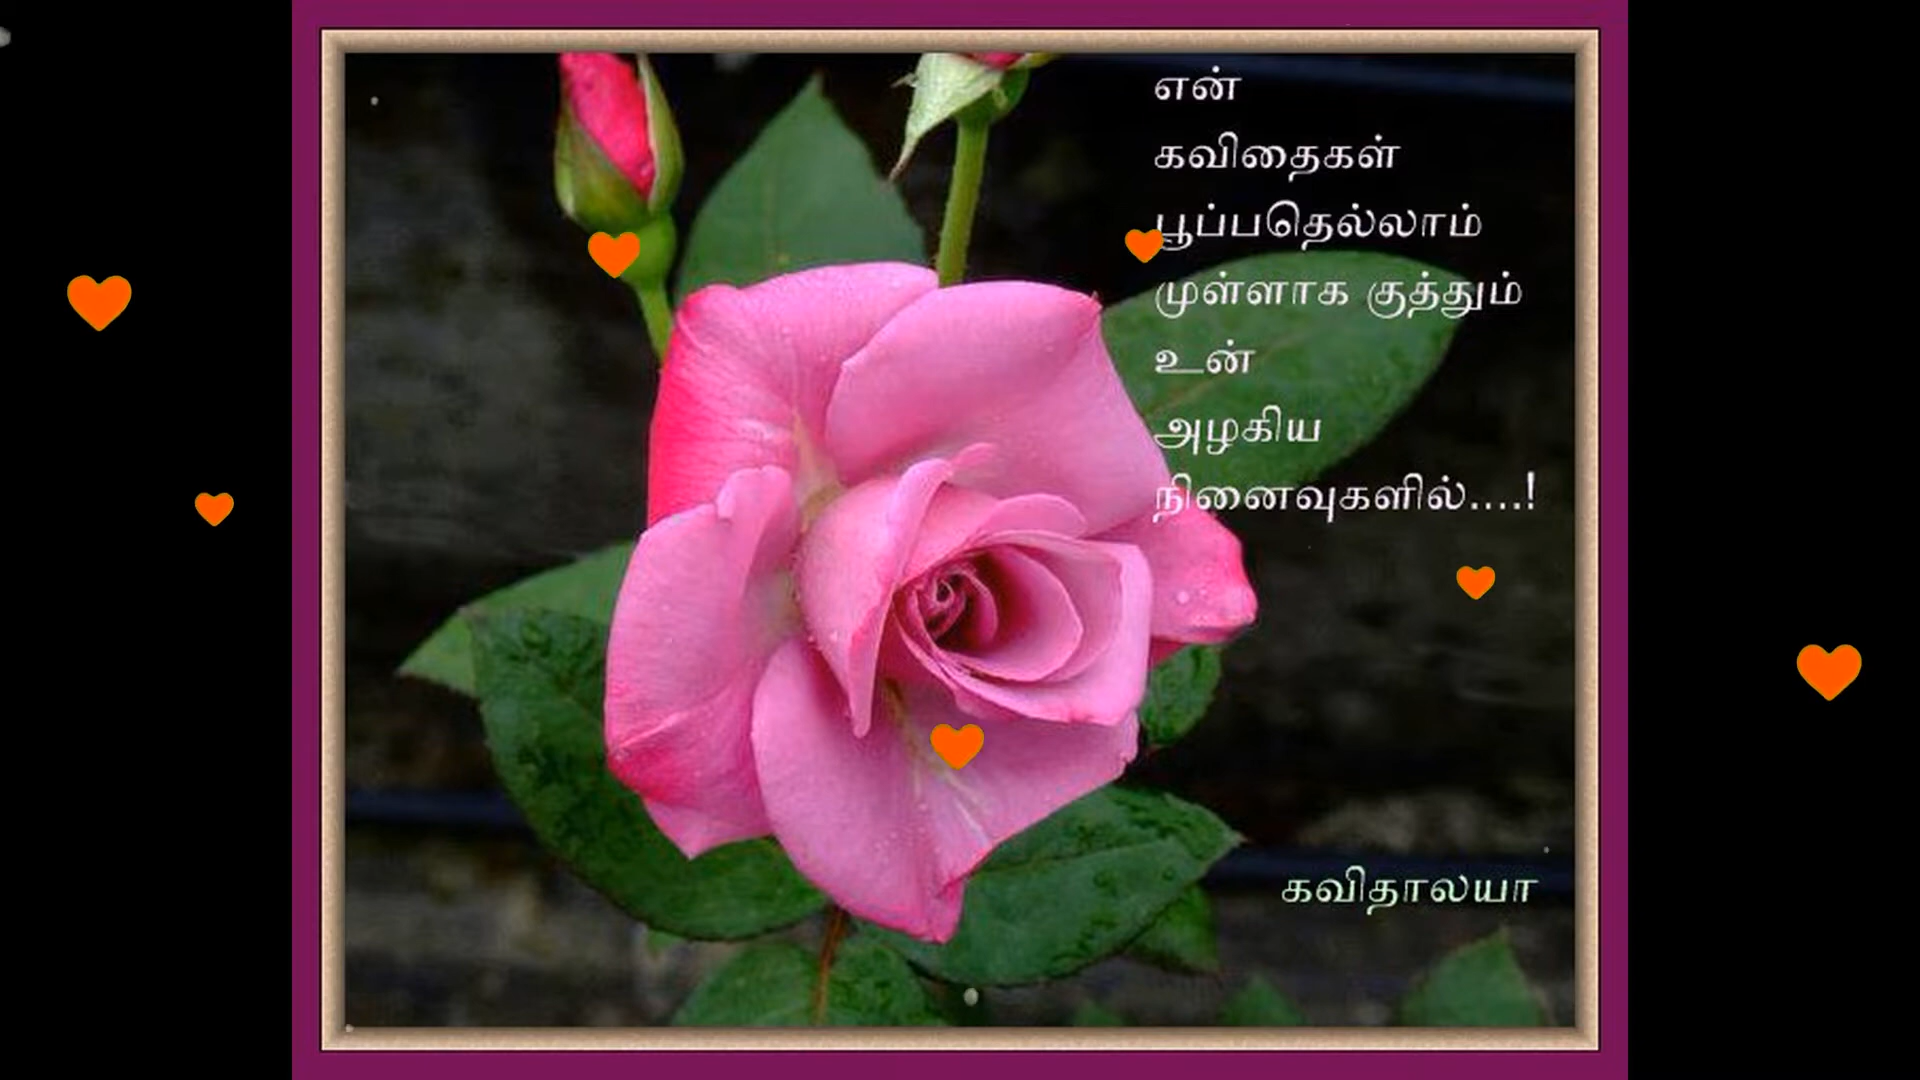 என்
கவிதைகள்
பூப்பதெல்லாம்
முள்ளாக குத்தும்
உன்
அழகிய
நினைவுகளில்....!
கவிதாலயா